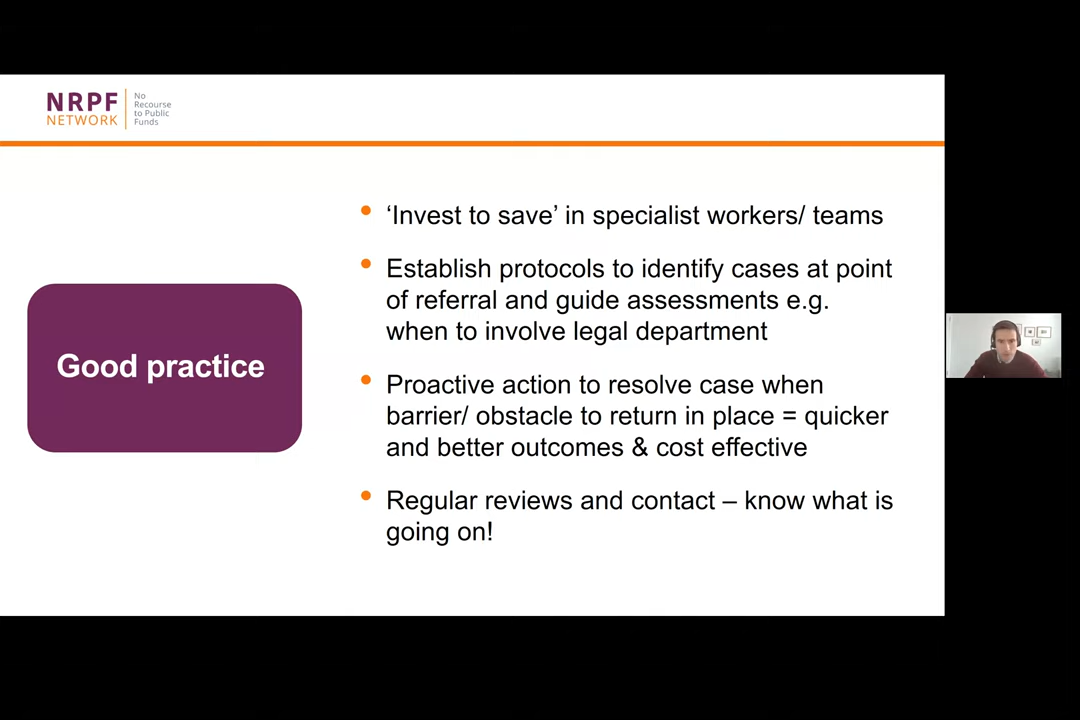 NRPF
NETWORK
No
Recourse
to Public
Funds
‘Invest to save’ in specialist workers/ teams
Establish protocols to identify cases at point
of referral and guide assessments e.g.
when to involve legal department
Good practice
Proactive action to resolve case when
barrier/ obstacle to return in place = quicker
and better outcomes & cost effective
Regular reviews and contact – know what is
going on!